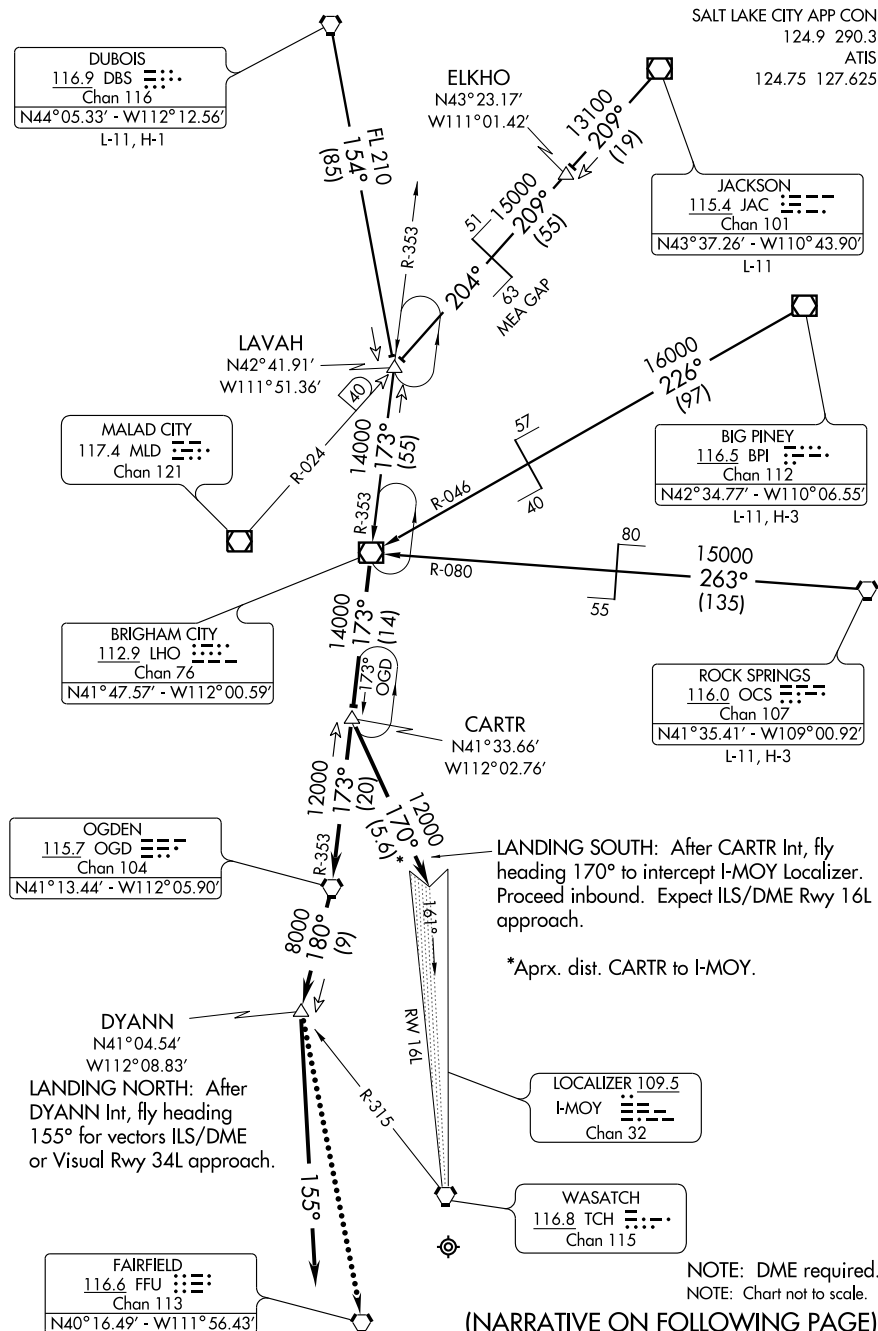 SALT LAKE CITY APP CON
124.9 290.3
ATIS
124.75 127.625
DUBOIS
116.9 DBS
Chan 116
N44°05.33' - W112°12.56'
L-11, H-1
ELKHO
N43°23.17'
W111°01.42'
13100
209°
(19)
JACKSON
115.4 JAC
Chan 101
N43°37.26' - W110°43.90'
L-11
FL 210
154°
(85)
R-353
15000
209°
(55)
51
204°
63
MEA GAP
LAVAH
N42°41.91'
W111°51.36'
40
MALAD CITY
117.4 MLD
Chan 121
R-024
14000
173°
(55)
R-353
16000
226°
(97)
57
R-046
40
BIG PINEY
116.5 BPI
Chan 112
N42°34.77' - W110°06.55'
L-11, H-3
80
R-080
55
15000
263°
(135)
BRIGHAM CITY
112.9 LHO
Chan 76
N41°47.57' - W112°00.59'
14000
173°
(14)
173°
OGD
ROCK SPRINGS
116.0 OCS
Chan 107
N41°35.41' - W109°00.92'
L-11, H-3
CARTR
N41°33.66'
W112°02.76'
12000
173°
(20)
R-353
12000
170°
(5.6)*
OGDEN
115.7 OGD
Chan 104
N41°13.44' - W112°05.90'
LANDING SOUTH: After CARTR Int, fly
heading 170° to intercept I-MOY Localizer.
Proceed inbound. Expect ILS/DME Rwy 16L
approach.
*Aprx. dist. CARTR to I-MOY.
161°
RW 16L
8000
180°
(9)
DYANN
N41°04.54'
W112°08.83'
LANDING NORTH: After
DYANN Int, fly heading
155° for vectors ILS/DME
or Visual Rwy 34L approach.
R-315
155°
LOCALIZER 109.5
I-MOY
Chan 32
WASATCH
116.8 TCH
Chan 115
FAIRFIELD
116.6 FFU
Chan 113
N40°16.49' - W111°56.43'
NOTE: DME required.
NOTE: Chart not to scale.
(NARRATIVE ON FOLLOWING PAGE)